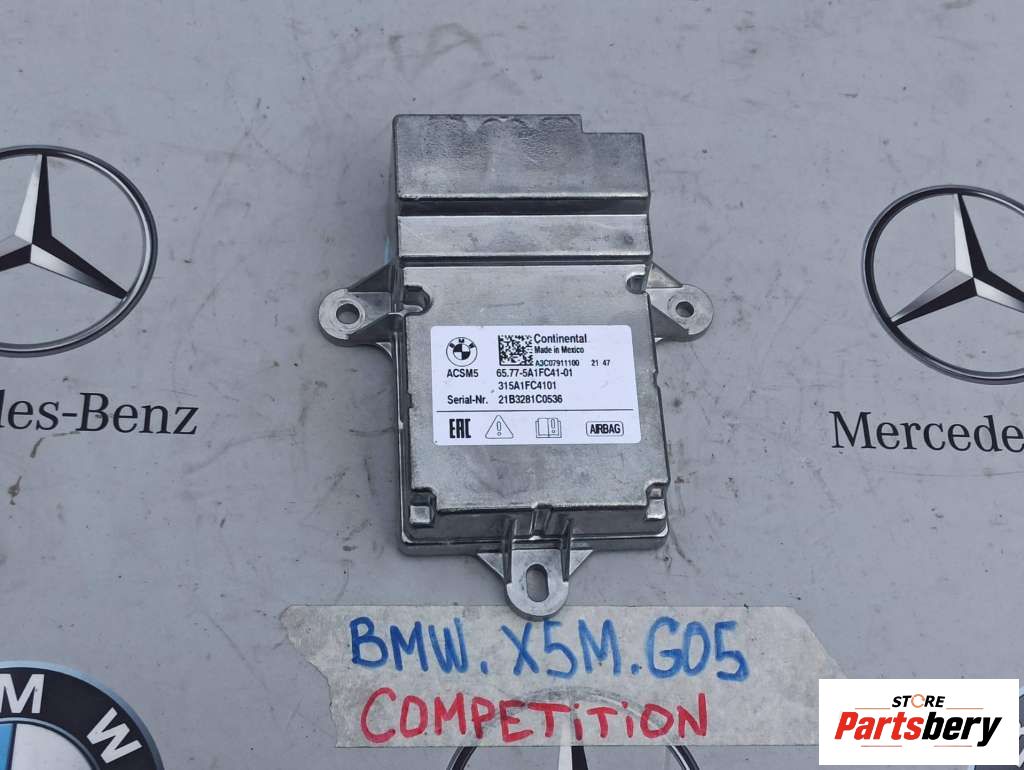 Continental
Made in Mexico
A3C07911100 21 47
ACSM5 65.77-5A1FC41-01
315A1FC4101
Serial-Nr. 21B3281C0536
EAC AIRBAG
des-Benz
Mercede
BMW. X5M. G05
COMPETITION
M W
STORE
Partsbery